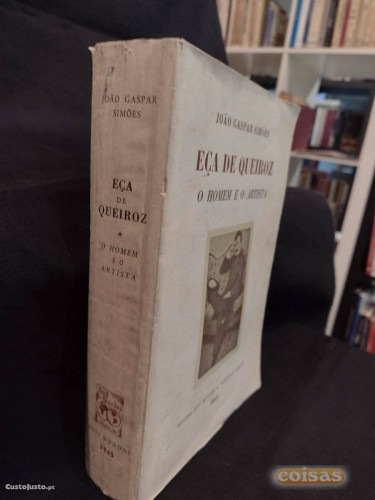 JOÃO GASPAR
SIMÕES
EÇA
DE
QUEIROZ
*
O HOMEM
E O
ARTISTA
1945
JOÃO GASPAR SIMÕES
EÇA DE QUEIROZ
O HOMEM E O ARTISTA
1945
CustoJusto.pt
coisas